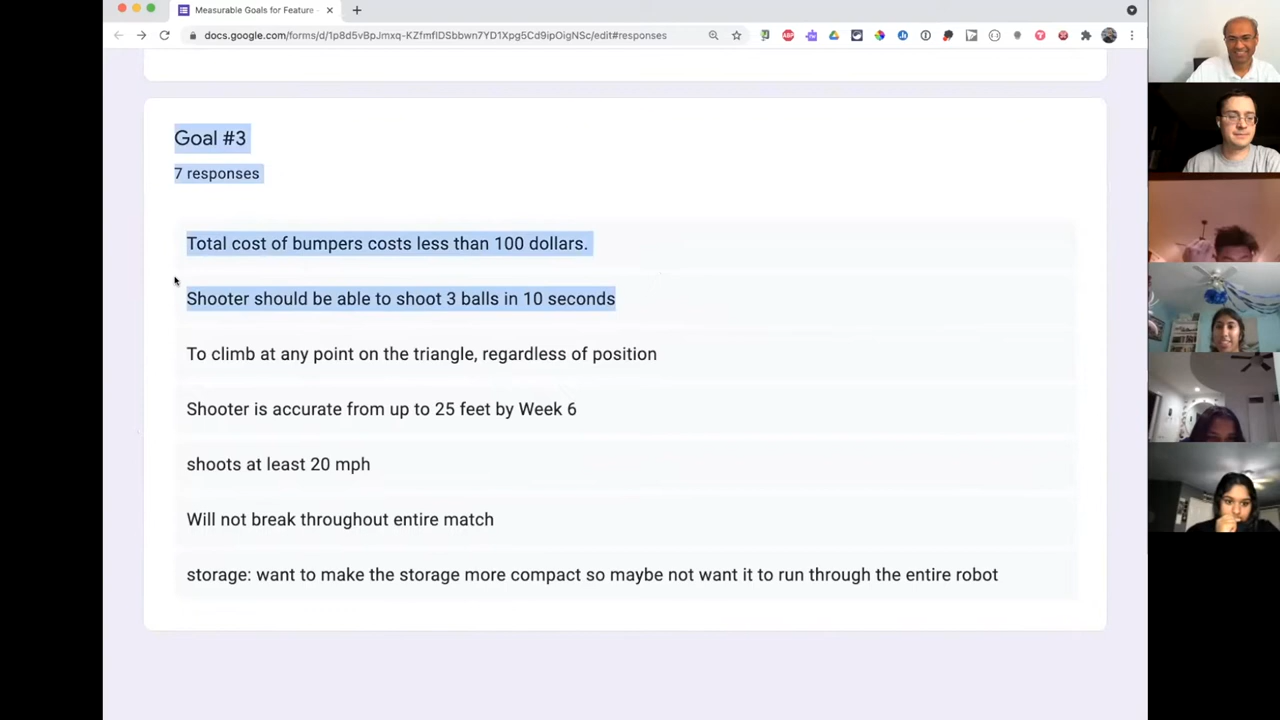 Measurable Goals for Feature
docs.google.com/forms/d/1p8d5vBpJmxq-KZfmfIDSbbwn7YD1Xpg5Cd9ipOigNSc/edit#responses
Goal #3
7 responses
Total cost of bumpers costs less than 100 dollars.
Shooter should be able to shoot 3 balls in 10 seconds
To climb at any point on the triangle, regardless of position
Shooter is accurate from up to 25 feet by Week 6
shoots at least 20 mph
Will not break throughout entire match
storage: want to make the storage more compact so maybe not want it to run through the entire robot